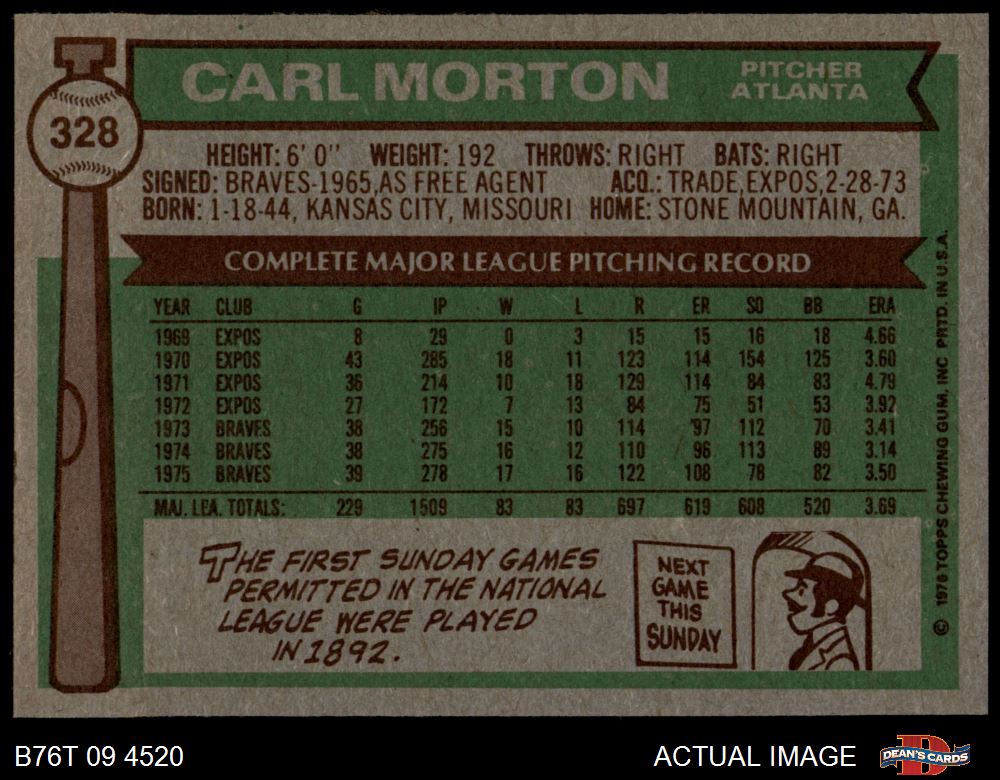 328
CARL MORTON
PITCHER
ATLANTA
HEIGHT: 6' 0" WEIGHT: 192 THROWS: RIGHT BATS: RIGHT
SIGNED: BRAVES-1965, AS FREE AGENT ACQ.: TRADE, EXPOS, 2-28-73
BORN: 1-18-44, KANSAS CITY, MISSOURI HOME: STONE MOUNTAIN, GA.
COMPLETE MAJOR LEAGUE PITCHING RECORD
YEAR CLUB G IP W L R ER SO BB ERA
1969 EXPOS 8 29 0 3 15 15 16 18 4.66
1970 EXPOS 43 285 18 11 123 114 154 125 3.60
1971 EXPOS 36 214 10 18 129 114 84 83 4.79
1972 EXPOS 27 172 7 13 84 75 51 53 3.92
1973 BRAVES 38 256 15 10 114 97 112 70 3.41
1974 BRAVES 38 275 16 12 110 96 113 89 3.14
1975 BRAVES 39 278 17 16 122 108 78 82 3.50
MAJ. LEA. TOTALS: 229 1509 83 83 697 619 608 520 3.69
THE FIRST SUNDAY GAMES
PERMITTED IN THE NATIONAL
LEAGUE WERE PLAYED
IN 1892.
NEXT
GAME
THIS
SUNDAY
© 1976 TOPPS CHEWING GUM, INC PRTD. IN U.S.A.
B76T 09 4520
ACTUAL IMAGE
DEAN'S CARDS